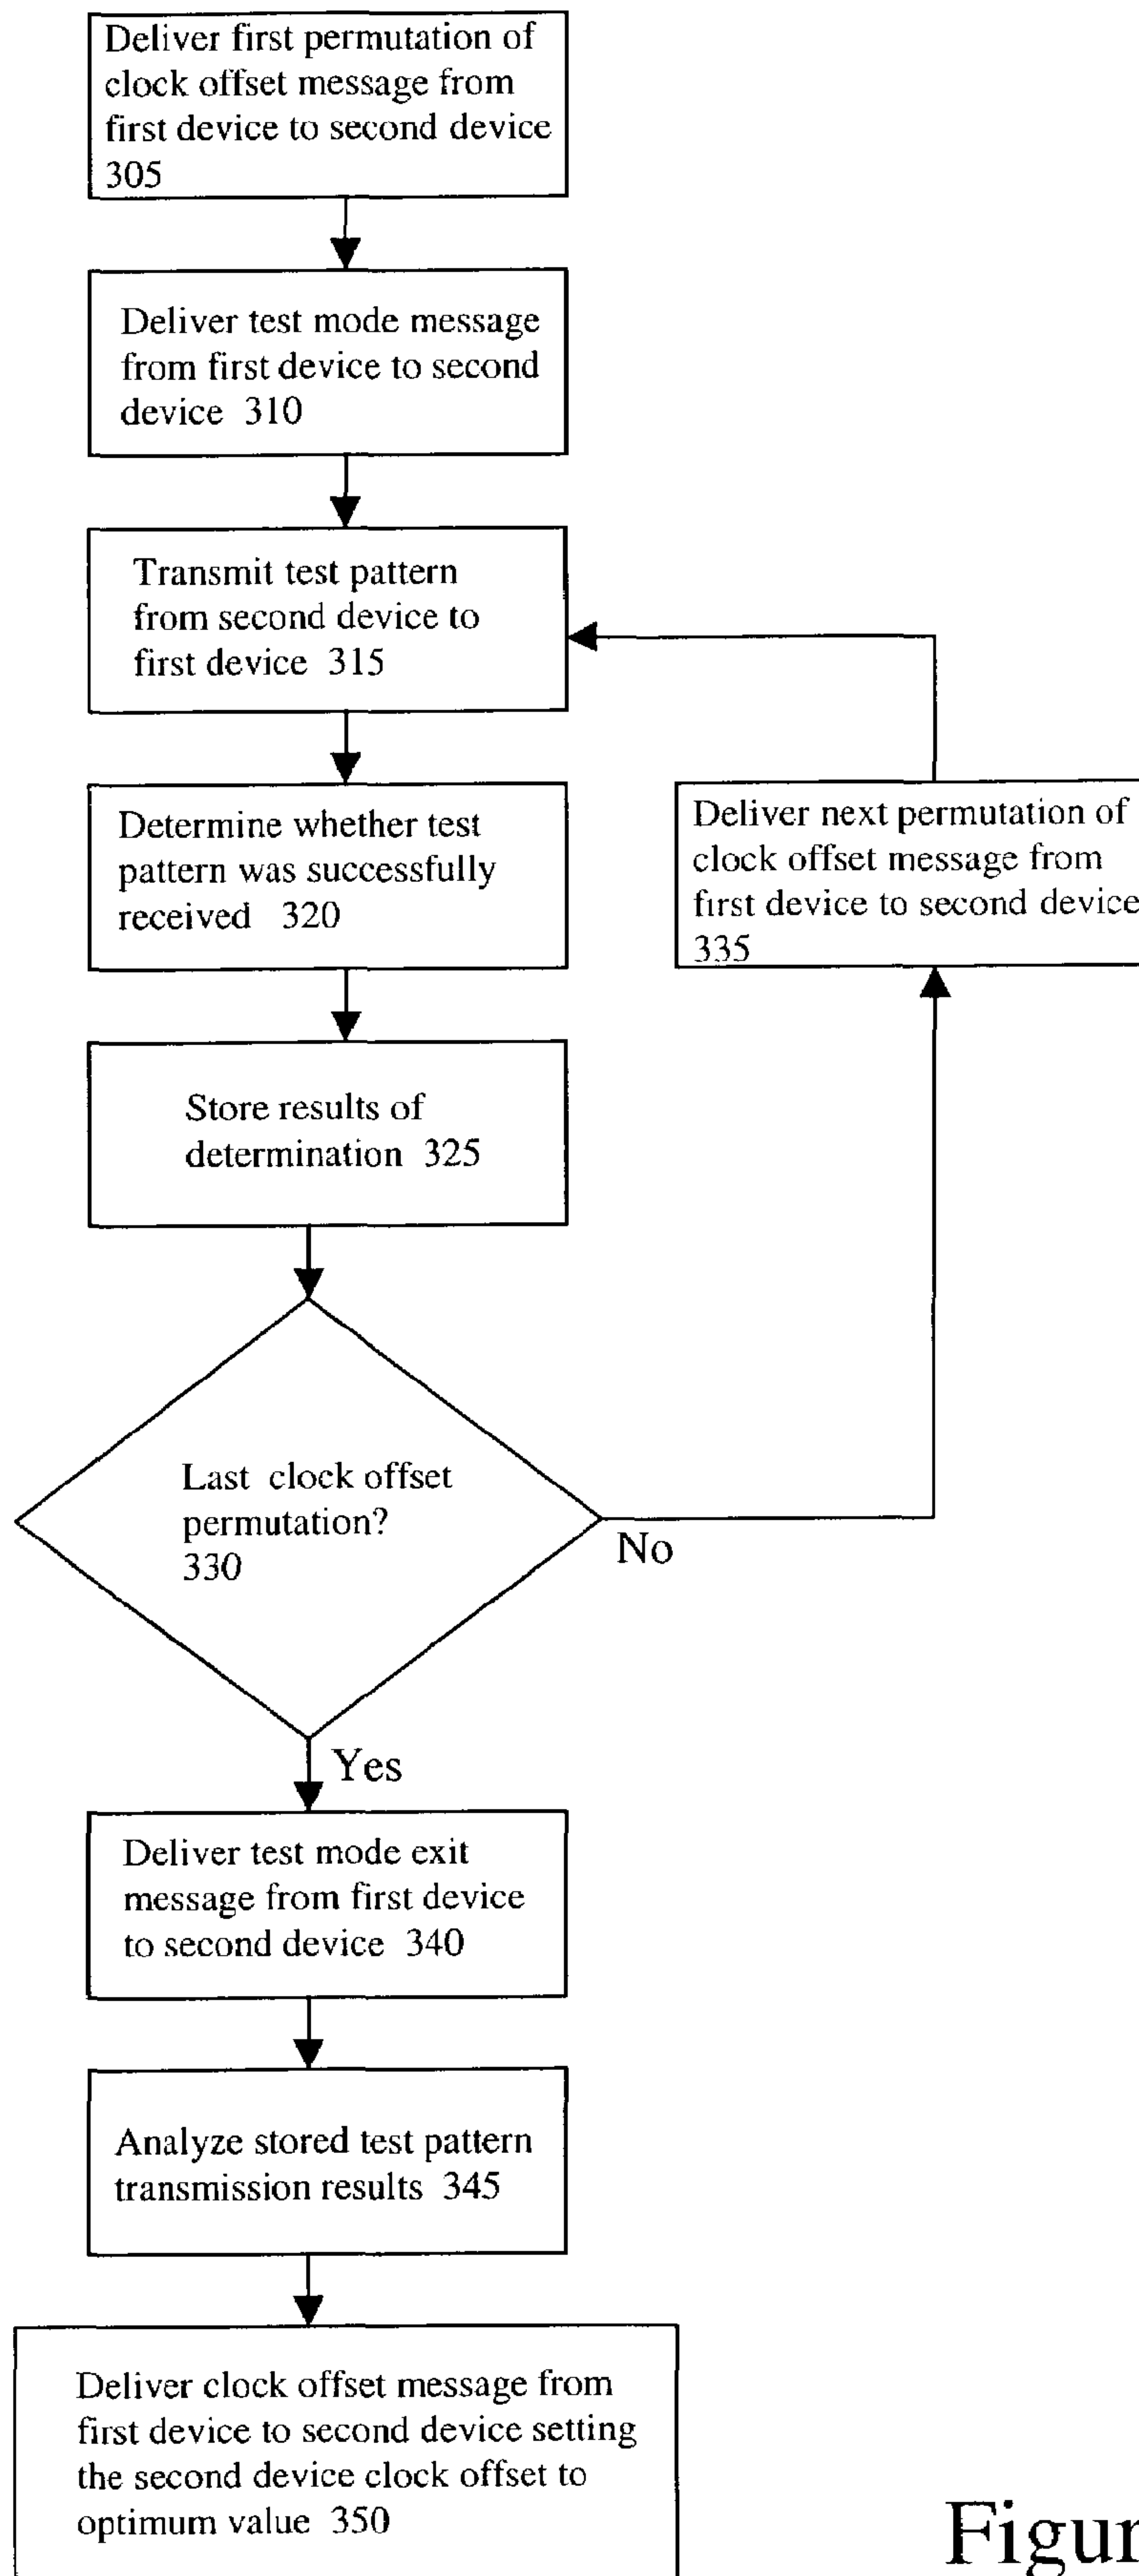 Deliver first permutation of
clock offset message from
first device to second device
305
Deliver test mode message
from first device to second
device 310
Transmit test pattern
from second device to
first device 315
Determine whether test
pattern was successfully
received 320
Deliver next permutation of
clock offset message from
first device to second device
335
Store results of
determination 325
Last clock offset
permutation?
330
No
Yes
Deliver test mode exit
message from first device
to second device 340
Analyze stored test pattern
transmission results 345
Deliver clock offset message from
first device to second device setting
the second device clock offset to
optimum value 350
Figur